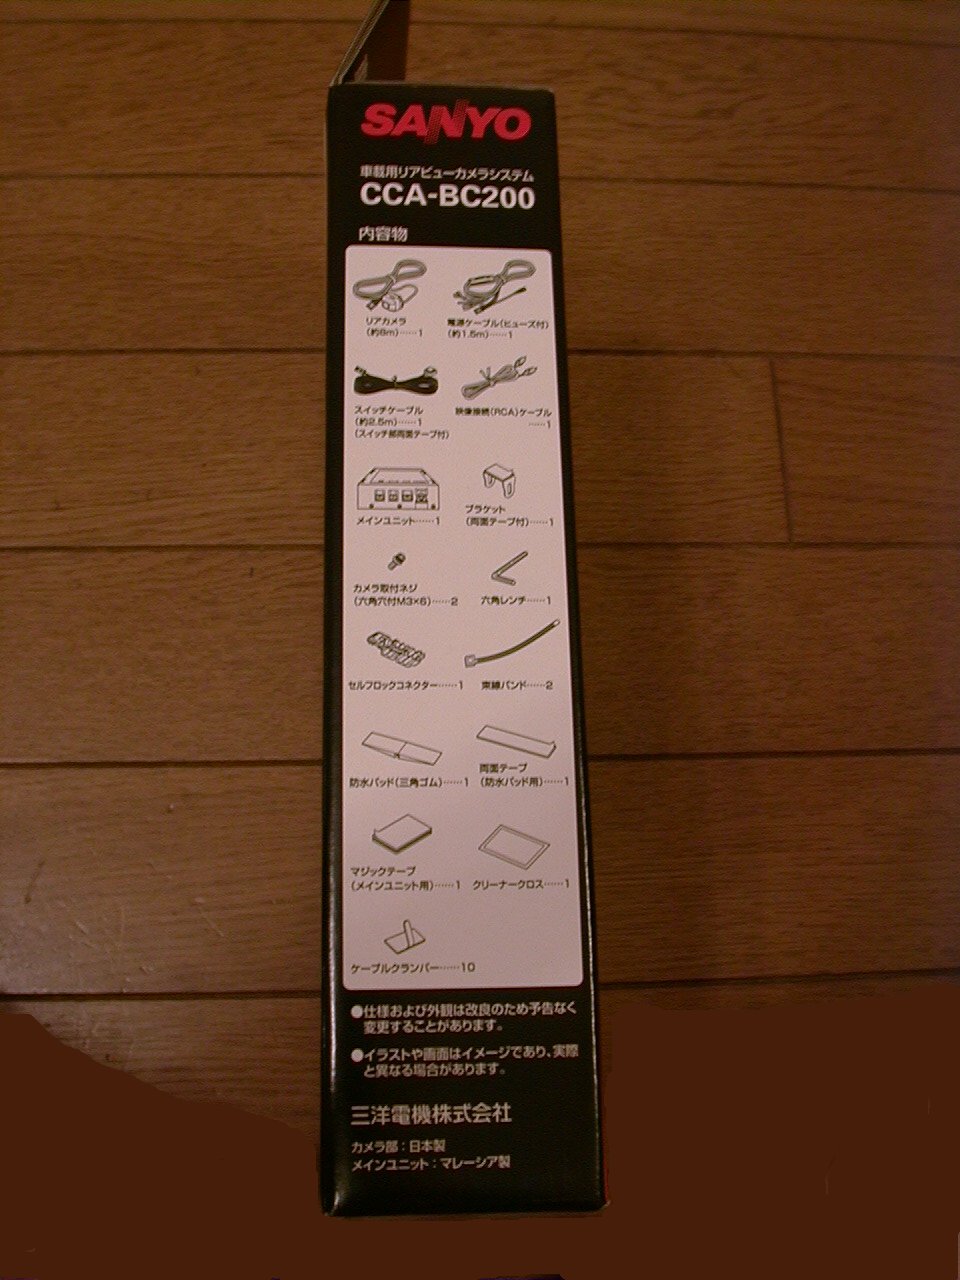 SANYO
車載用リアビューカメラシステム
CCA-BC200
内容物
リアカメラ
(約8m)……1
電源ケーブル(ヒューズ付)
(約1.5m)……1
スイッチケーブル
(約2.5m)……1
(スイッチ部両面テープ付)
映像接続(RCA)ケーブル
……1
メインユニット……1
ブラケット
(両面テープ付)……1
カメラ取付ネジ
(六角穴付M3×6)……2
六角レンチ……1
セルフロックコネクター……1
束線バンド……2
防水パッド(三角ゴム)……1
両面テープ
(防水パッド用)……1
マジックテープ
(メインユニット用)……1
クリーナークロス……1
ケーブルクランパー……10
●仕様および外観は改良のため予告なく
変更することがあります。
●イラストや画面はイメージであり、実際
と異なる場合があります。
三洋電機株式会社
カメラ部：日本製
メインユニット：マレーシア製